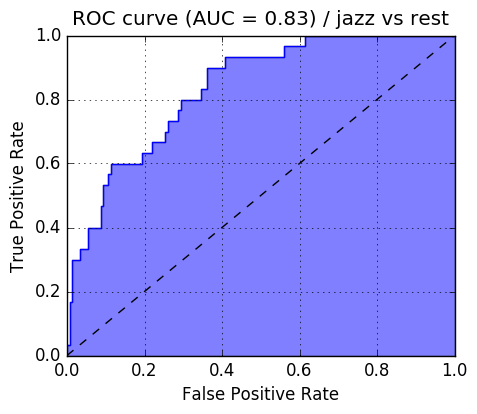 ROC curve (AUC = 0.83) / jazz vs rest
1.0
0.8
0.6
0.4
0.2
0.0
True Positive Rate
0.0 0.2 0.4 0.6 0.8 1.0
False Positive Rate